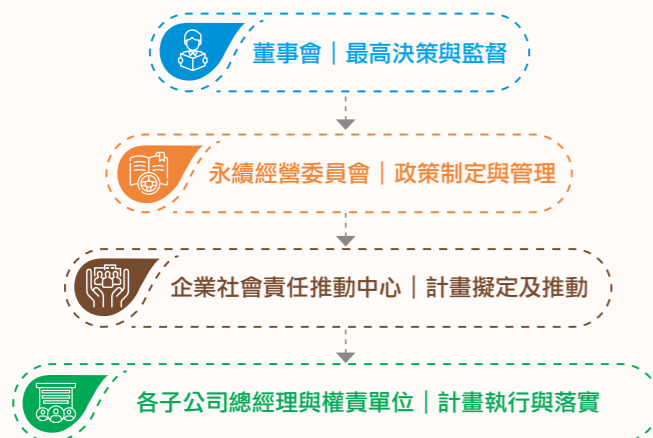 董事會｜最高決策與監督
永續經營委員會｜政策制定與管理
企業社會責任推動中心｜計畫擬定及推動
各子公司總經理與權責單位｜計畫執行與落實